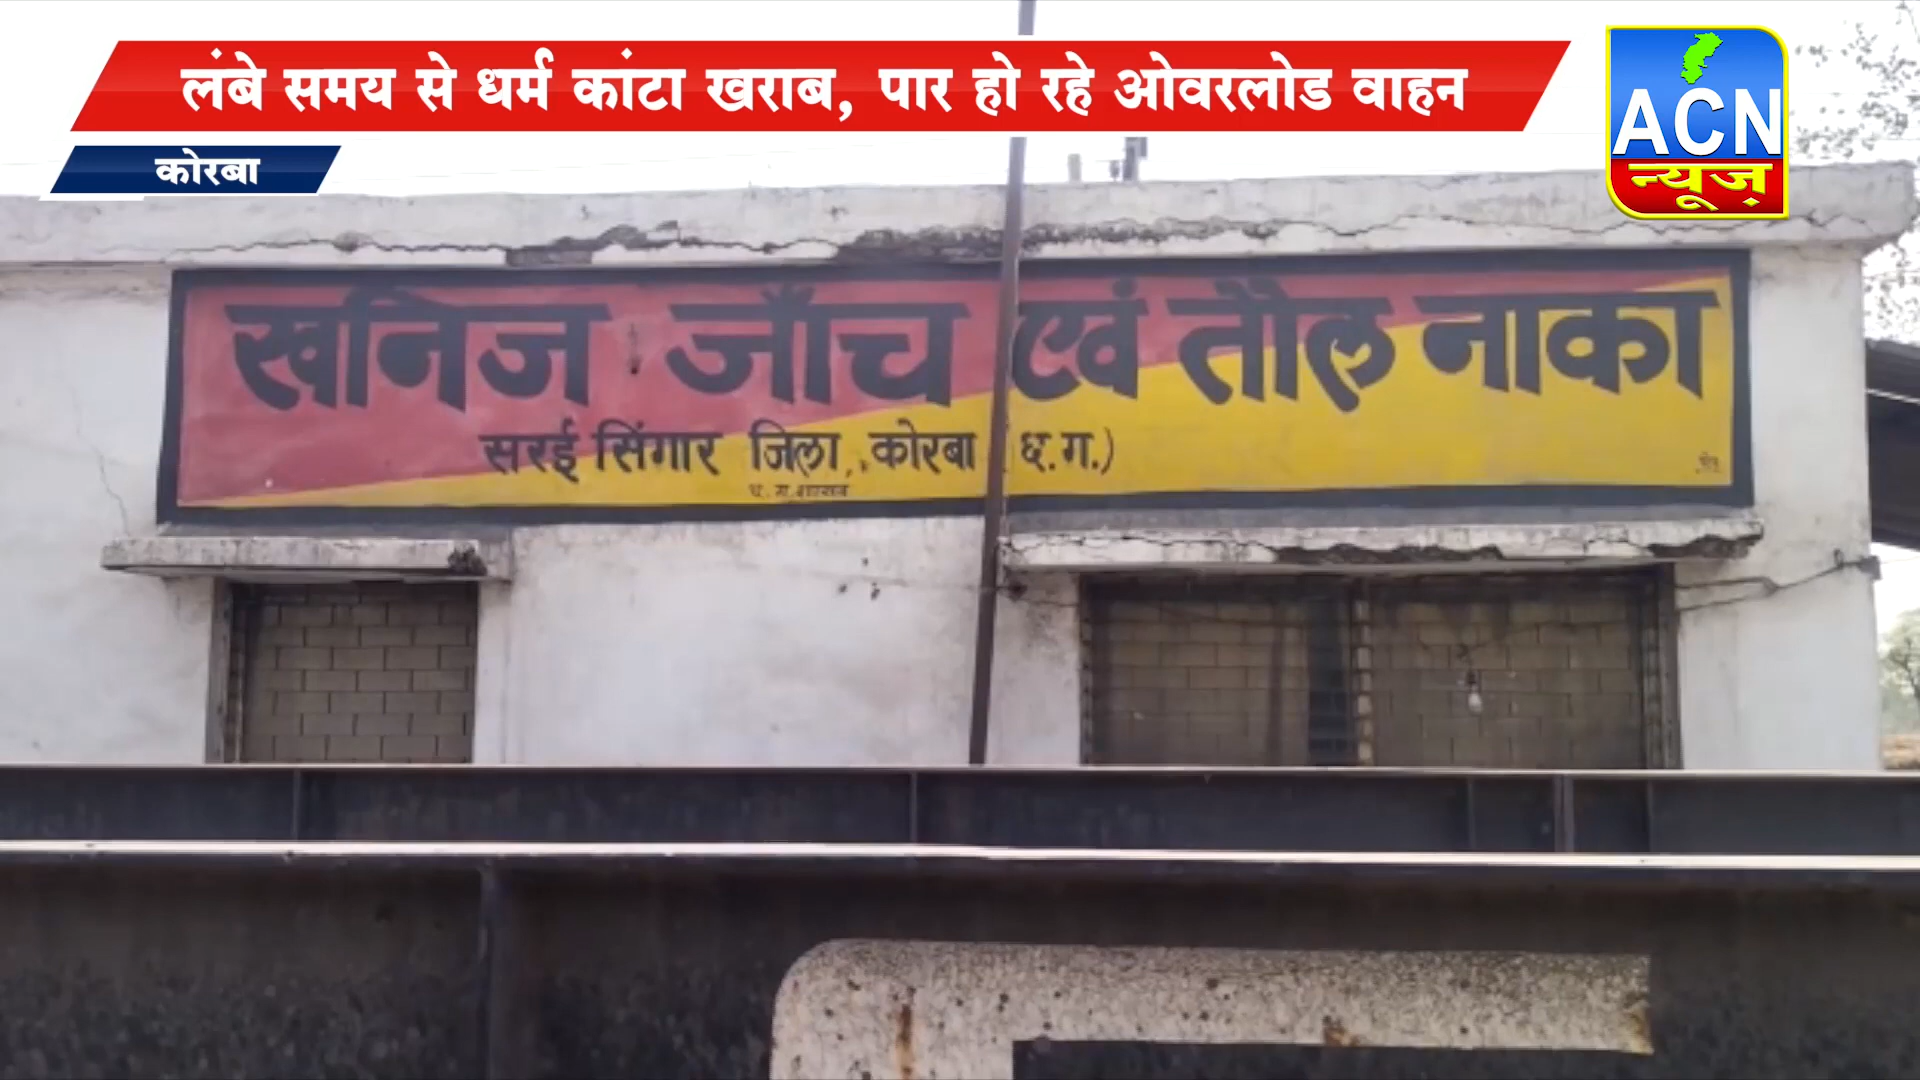 लंबे समय से धर्म कांटा खराब, पार हो रहे ओवरलोड वाहन
कोरबा
ACN
न्यूज़
खनिज जाँच एवं तौल नाका
सरई सिंगार जिला, कोरबा (छ.ग.)